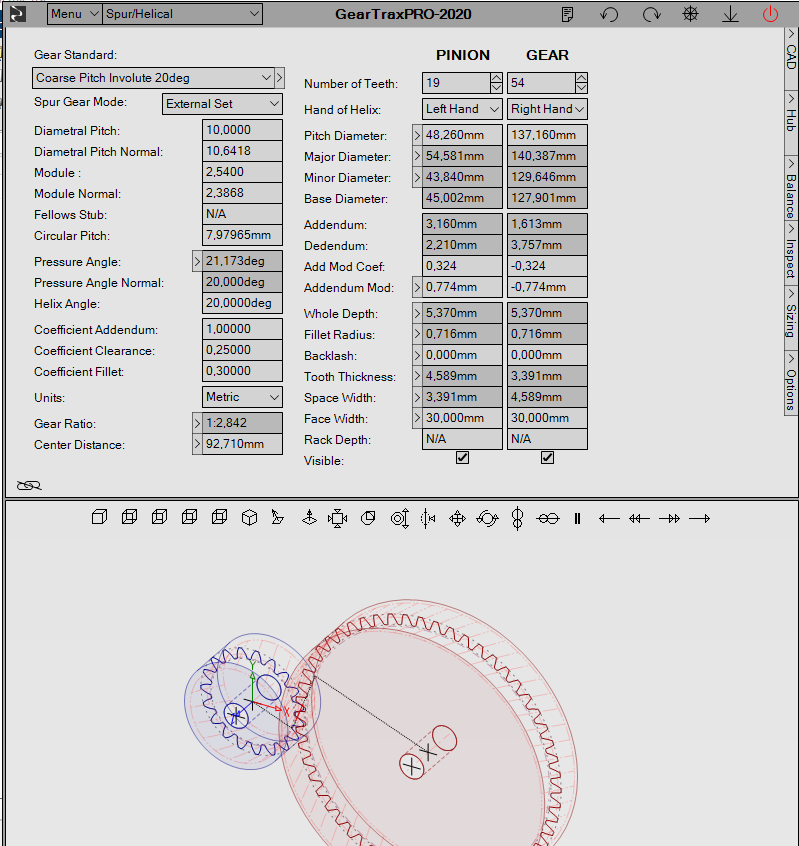 Menu Spur/Helical GearTraxPRO-2020
Gear Standard:
Coarse Pitch Involute 20deg
Spur Gear Mode: External Set
Diametral Pitch: 10,0000
Diametral Pitch Normal: 10,6418
Module : 2,5400
Module Normal: 2,3868
Fellows Stub: N/A
Circular Pitch: 7,97965mm
Pressure Angle: 21,173deg
Pressure Angle Normal: 20,000deg
Helix Angle: 20,0000deg
Coefficient Addendum: 1,00000
Coefficient Clearance: 0,25000
Coefficient Fillet: 0,30000
Units: Metric
Gear Ratio: 1:2,842
Center Distance: 92,710mm
PINION GEAR
Number of Teeth: 19 54
Hand of Helix: Left Hand Right Hand
Pitch Diameter: 48,260mm 137,160mm
Major Diameter: 54,581mm 140,387mm
Minor Diameter: 43,840mm 129,646mm
Base Diameter: 45,002mm 127,901mm
Addendum: 3,160mm 1,613mm
Dedendum: 2,210mm 3,757mm
Add Mod Coef: 0,324 -0,324
Addendum Mod: 0,774mm -0,774mm
Whole Depth: 5,370mm 5,370mm
Fillet Radius: 0,716mm 0,716mm
Backlash: 0,000mm 0,000mm
Tooth Thickness: 4,589mm 3,391mm
Space Width: 3,391mm 4,589mm
Face Width: 30,000mm 30,000mm
Rack Depth: N/A N/A
Visible:
CAD
Hub
Balance
Inspect
Sizing
Options
Y
X